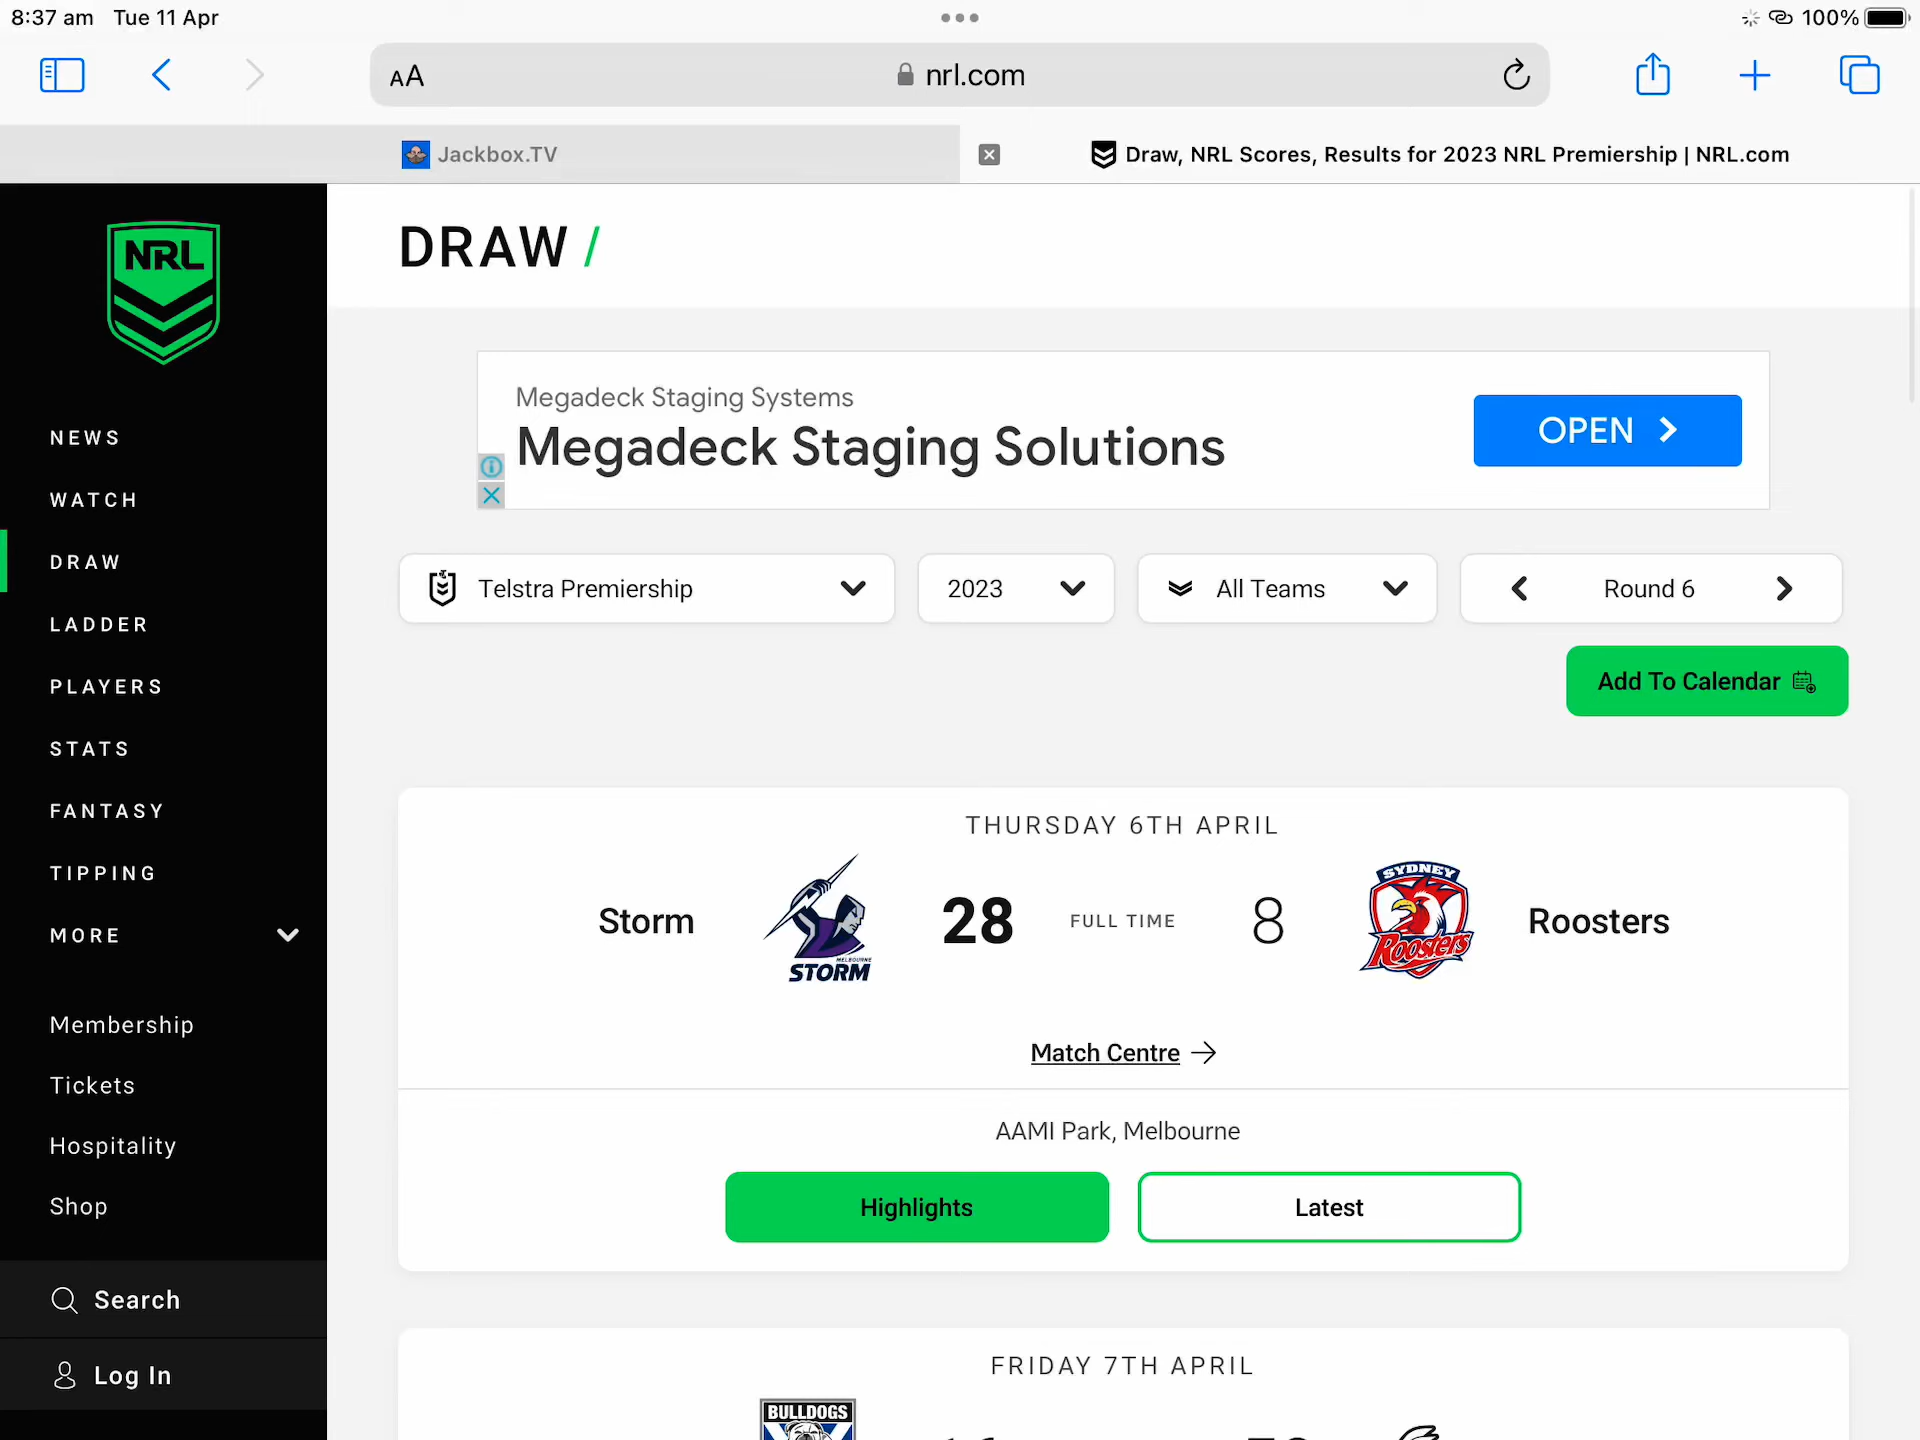 8:37 am Tue 11 Apr
100%
AA
nrl.com
Jackbox.TV
Draw, NRL Scores, Results for 2023 NRL Premiership | NRL.com
NRL
DRAW /
NEWS
WATCH
DRAW
LADDER
PLAYERS
STATS
FANTASY
TIPPING
MORE
Membership
Tickets
Hospitality
Shop
Search
Log In
Megadeck Staging Systems
Megadeck Staging Solutions
OPEN
Telstra Premiership
2023
All Teams
Round 6
Add To Calendar
THURSDAY 6TH APRIL
Storm
MELBOURNE
STORM
28
FULL TIME
8
SYDNEY
Roosters
Roosters
Match Centre
AAMI Park, Melbourne
Highlights
Latest
FRIDAY 7TH APRIL
BULLDOGS